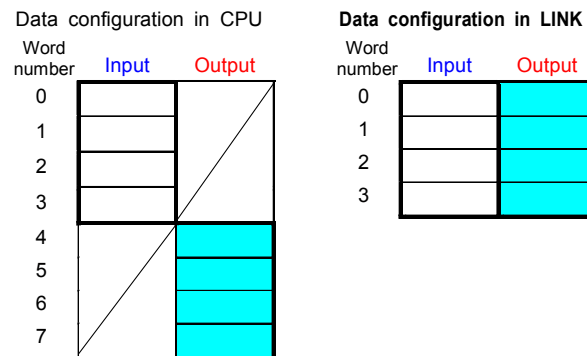 Data configuration in CPU
Word number
Input Output
0
1
2
3
4
5
6
7
Data configuration in LINK
Word number
Input Output
0
1
2
3